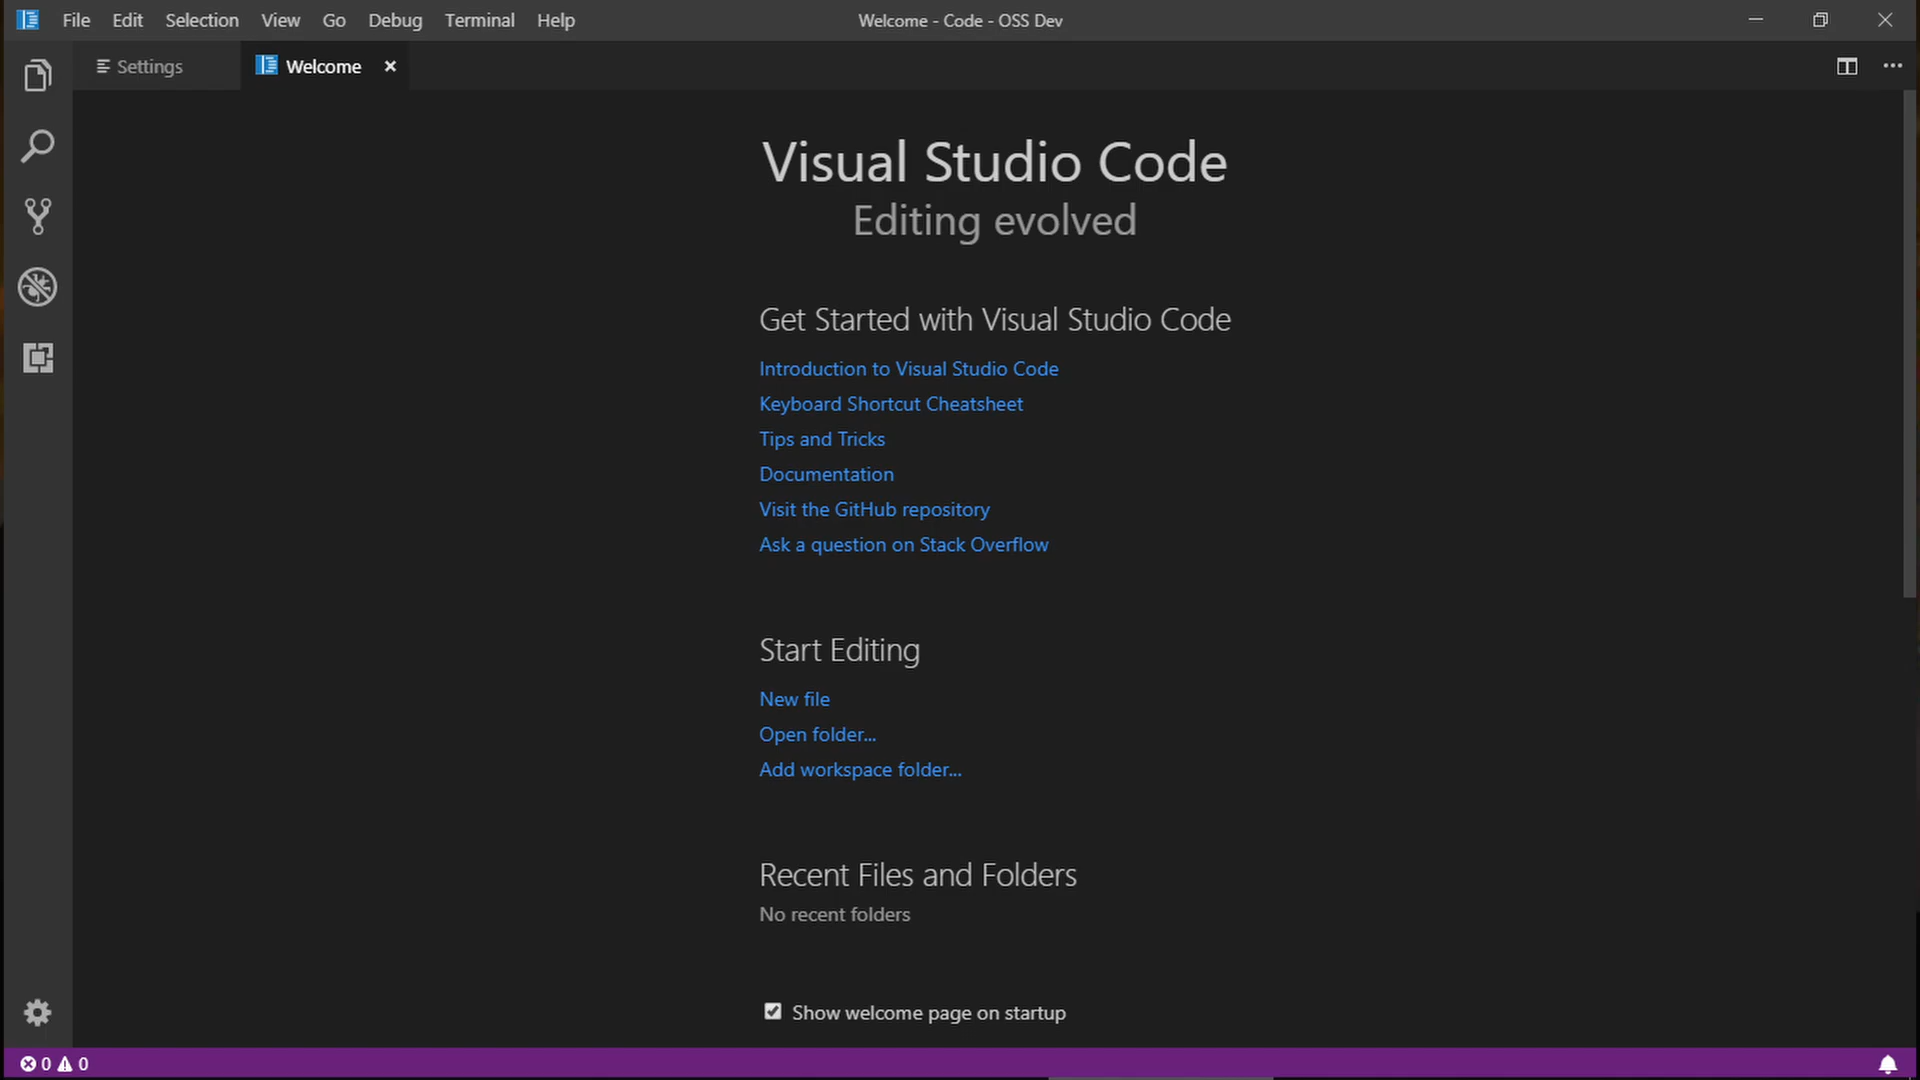 File Edit Selection View Go Debug Terminal Help Welcome - Code - OSS Dev
Settings Welcome
Visual Studio Code
Editing evolved
Get Started with Visual Studio Code
Introduction to Visual Studio Code
Keyboard Shortcut Cheatsheet
Tips and Tricks
Documentation
Visit the GitHub repository
Ask a question on Stack Overflow
Start Editing
New file
Open folder...
Add workspace folder...
Recent Files and Folders
No recent folders
Show welcome page on startup
0 0